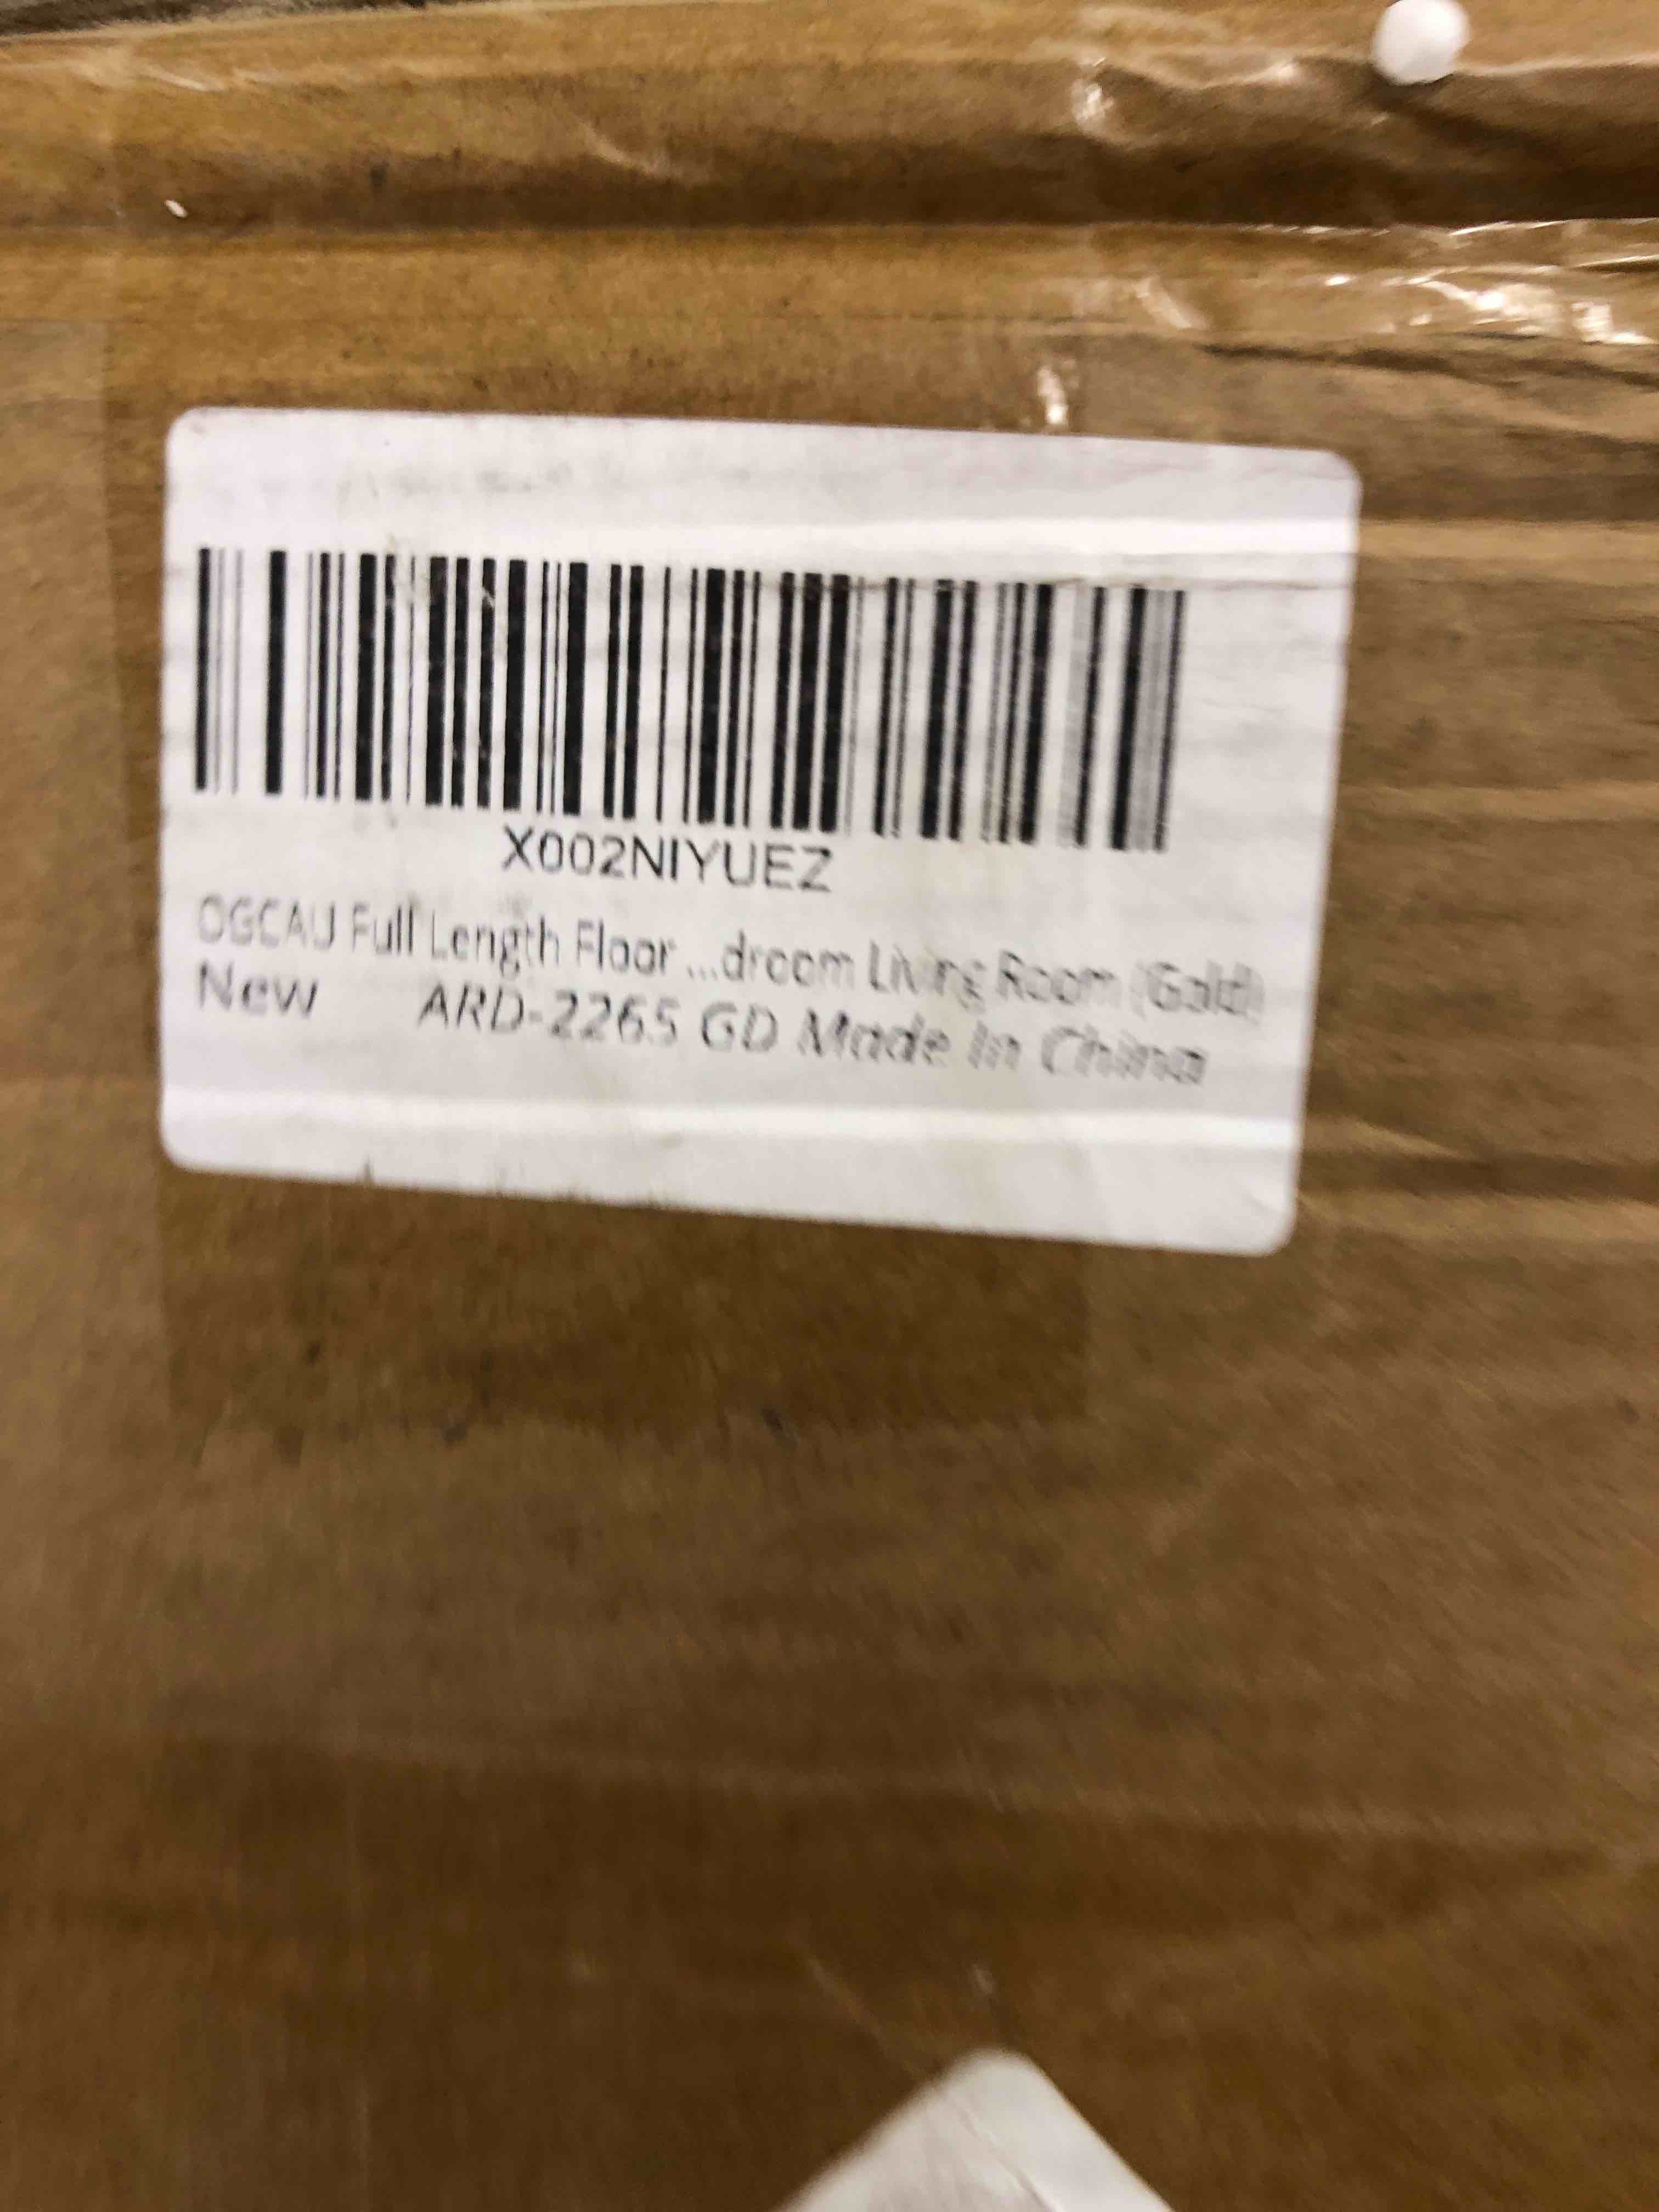 X002NIYUEZ
OGCAU Full Length Floor ...droom Living Room (Gold)
New ARD-2265 GD Made In China